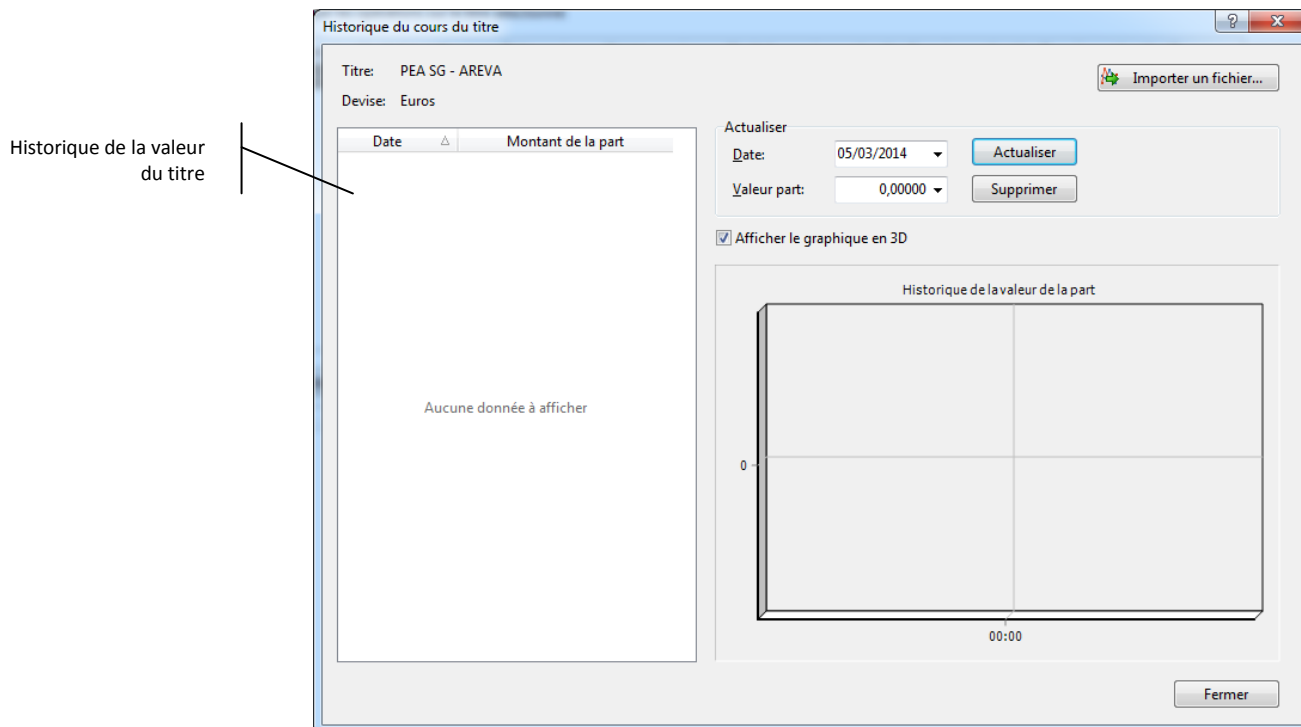 Historique du cours du titre
Titre: PEA SG - AREVA
Importer un fichier...
Devise: Euros
Historique de la valeur
du titre
Date Montant de la part
Aucune donnée à afficher
Actualiser
Date: 05/03/2014 Actualiser
Valeur part: 0,00000 Supprimer
Afficher le graphique en 3D
Historique de la valeur de la part
0
00:00
Fermer